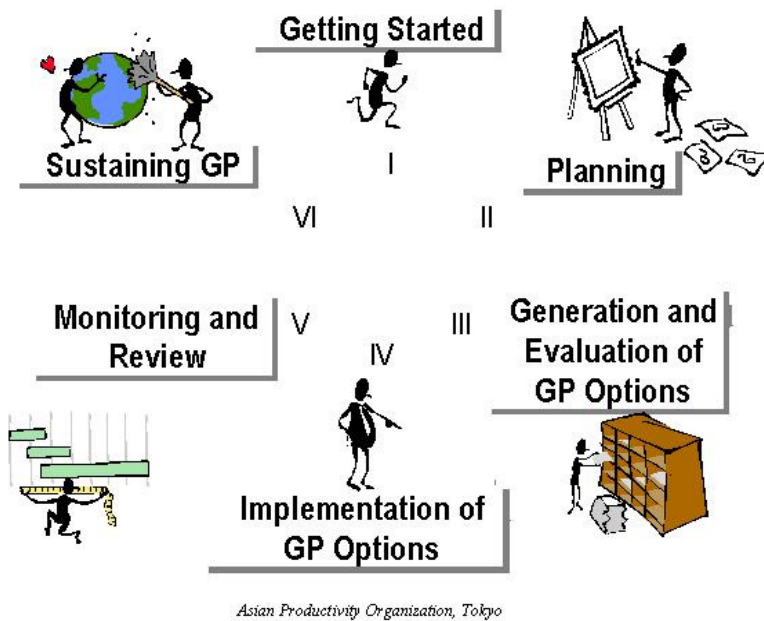 Getting Started
I
Planning
II
Generation and
Evaluation of
GP Options
III
Implementation of
GP Options
IV
Monitoring and
Review
V
Sustaining GP
VI
Asian Productivity Organization, Tokyo